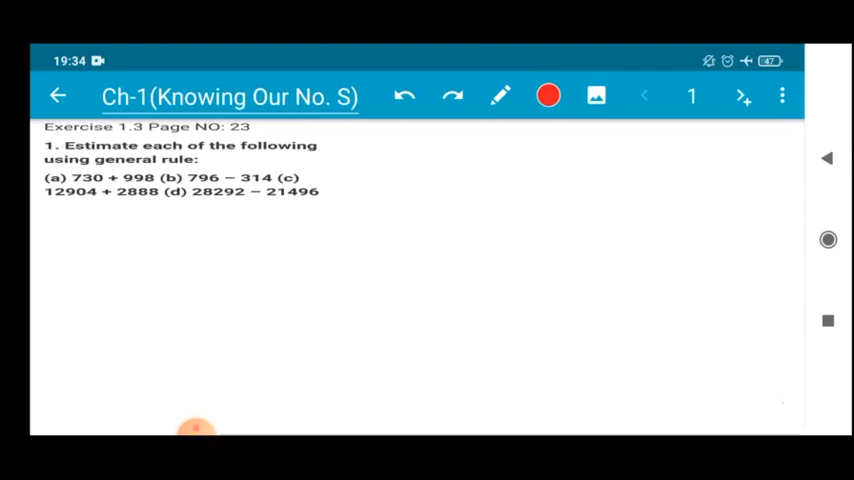 19:34
47
Ch-1(Knowing Our No. S)
1
Exercise 1.3 Page NO: 23
1. Estimate each of the following
using general rule:
(a) 730 + 998 (b) 796 − 314 (c)
12904 + 2888 (d) 28292 − 21496